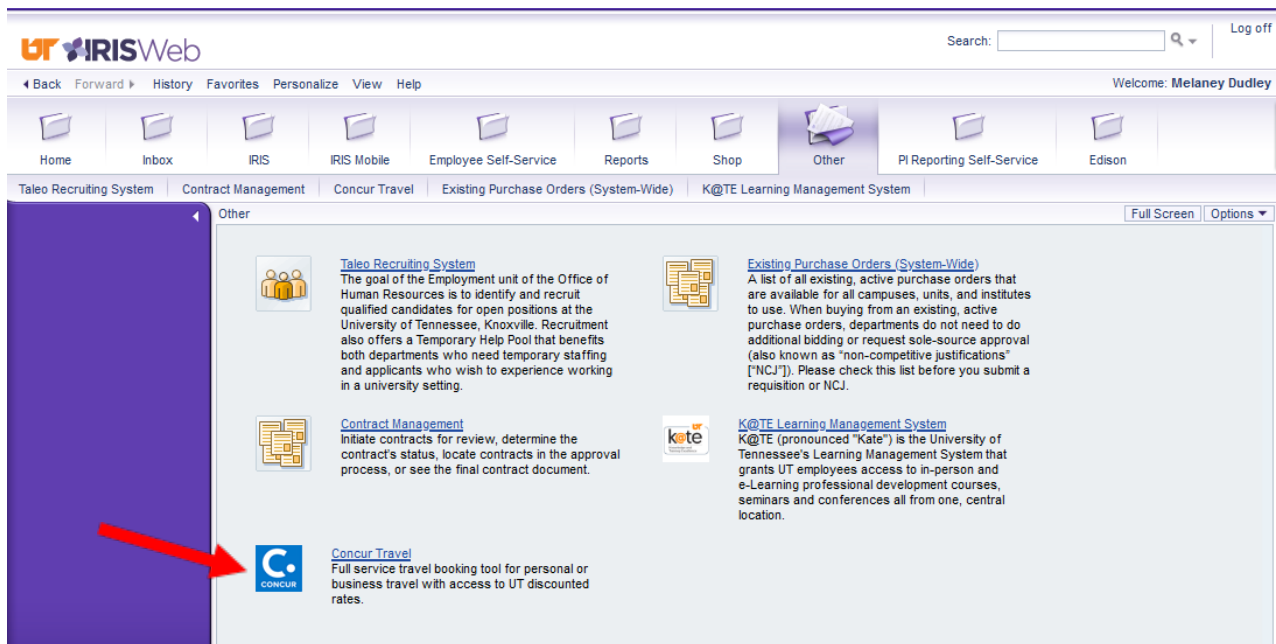 Log off
Search:
UT IRISWeb
Back Forward History Favorites Personalize View Help
Welcome: Melaney Dudley
Home Inbox IRIS IRIS Mobile Employee Self-Service Reports Shop Other PI Reporting Self-Service Edison
Taleo Recruiting System Contract Management Concur Travel Existing Purchase Orders (System-Wide) K@TE Learning Management System
Other
Full Screen Options
Taleo Recruiting System
The goal of the Employment unit of the Office of
Human Resources is to identify and recruit
qualified candidates for open positions at the
University of Tennessee, Knoxville. Recruitment
also offers a Temporary Help Pool that benefits
both departments who need temporary staffing
and applicants who wish to experience working
in a university setting.
Existing Purchase Orders (System-Wide)
A list of all existing, active purchase orders that
are available for all campuses, units, and institutes
to use. When buying from an existing, active
purchase orders, departments do not need to do
additional bidding or request sole-source approval
(also known as "non-competitive justifications"
["NCJ"]). Please check this list before you submit a
requisition or NCJ.
Contract Management
Initiate contracts for review, determine the
contract's status, locate contracts in the approval
process, or see the final contract document.
UT
k@te
K@TE Learning Management System
K@TE (pronounced "Kate") is the University of
Tennessee's Learning Management System that
grants UT employees access to in-person and
e-Learning professional development courses,
seminars and conferences all from one, central
location.
C.
CONCUR
Concur Travel
Full service travel booking tool for personal or
business travel with access to UT discounted
rates.